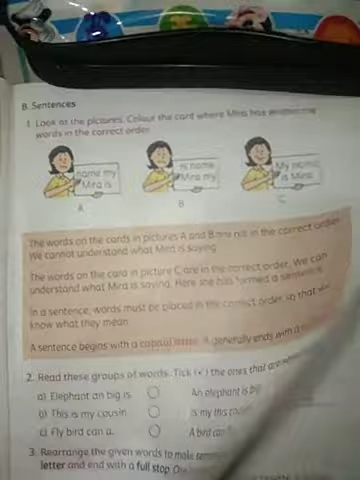 B. Sentences
1. Look at the pictures. Colour the card where Mira has
words in the correct order.
name my
Mira is
is name
Mira my
My name
is Mira
A
B
C
The words on the cards in pictures A and B are not in the correct order.
We cannot understand what Mira is saying.
The words on the card in picture C are in the correct order. We can
understand what Mira is saying. Here she has formed a sentence.
In a sentence, words must be placed in the correct order so that
know what they mean.
A sentence begins with a capital letter. It generally ends with a
2. Read these groups of words. Tick (✓) the ones that are
a) Elephant an big is.
An elephant is big
b) This is my cousin.
Is my this
c) Fly bird can a.
A bird can
3. Rearrange the given words to make
letter and end with a full stop.